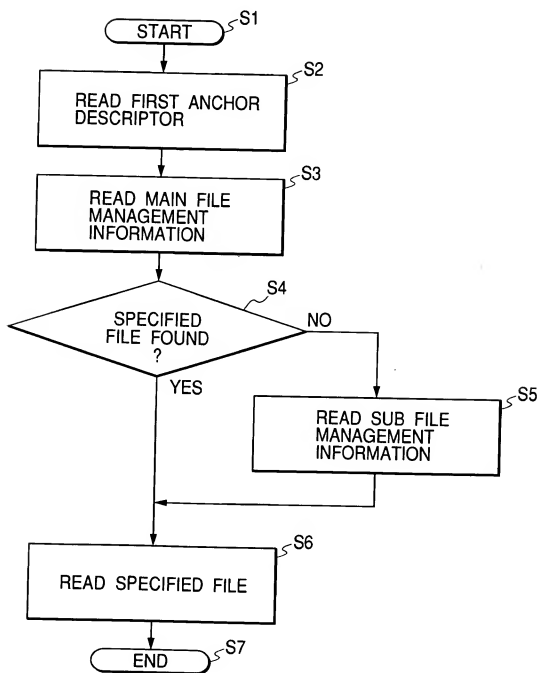 S1
START
S2
READ FIRST ANCHOR
DESCRIPTOR
S3
READ MAIN FILE
MANAGEMENT
INFORMATION
S4
SPECIFIED
FILE FOUND
?
NO
YES
S5
READ SUB FILE
MANAGEMENT
INFORMATION
S6
READ SPECIFIED FILE
S7
END